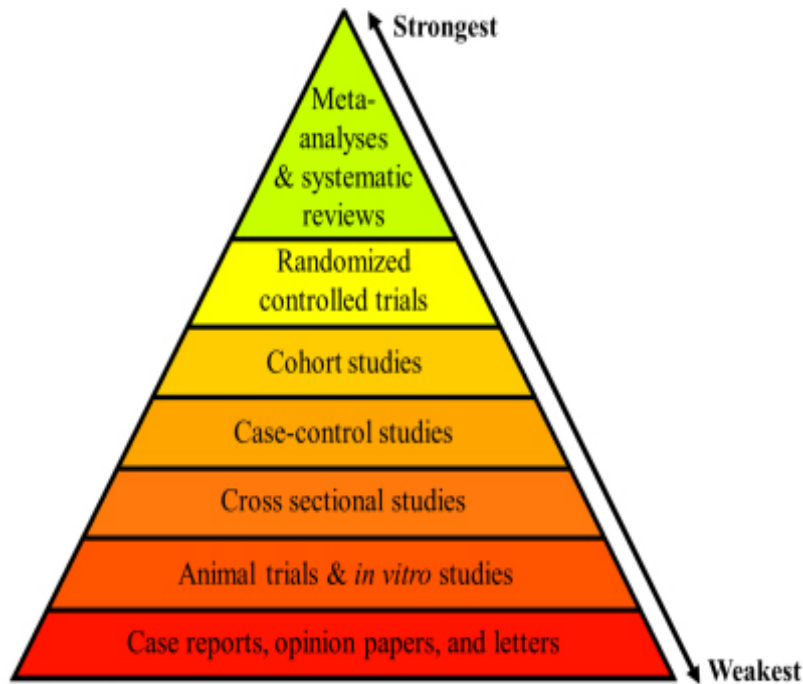 Strongest
Meta-
analyses
& systematic
reviews
Randomized
controlled trials
Cohort studies
Case-control studies
Cross sectional studies
Animal trials & in vitro studies
Case reports, opinion papers, and letters
Weakest